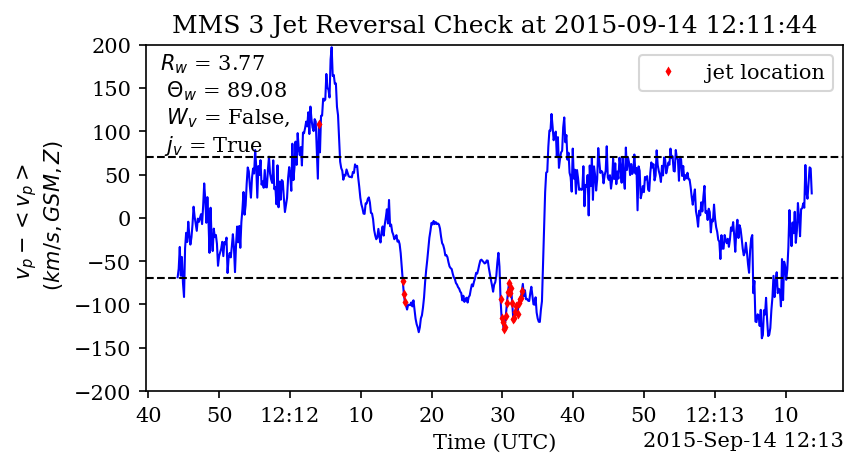 MMS 3 Jet Reversal Check at 2015-09-14 12:11:44
200
150
100
50
0
−50
−100
−150
−200
v_p − < v_p >
(km/s, GSM, Z)
R_w = 3.77
Θ_w = 89.08
W_v = False,
j_v = True
jet location
40 50 12:12 10 20 30 40 50 12:13 10
Time (UTC)
2015-Sep-14 12:13